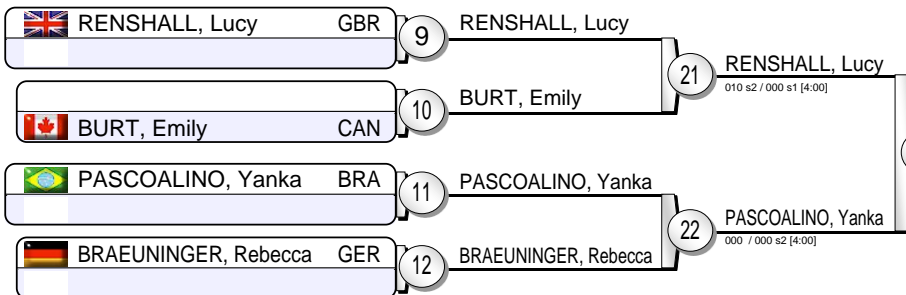 RENSHALL, Lucy GBR
9
RENSHALL, Lucy
21
RENSHALL, Lucy
010 s2 / 000 s1 [4:00]
10
BURT, Emily
BURT, Emily CAN
PASCOALINO, Yanka BRA
11
PASCOALINO, Yanka
22
PASCOALINO, Yanka
000 / 000 s2 [4:00]
BRAEUNINGER, Rebecca GER
12
BRAEUNINGER, Rebecca